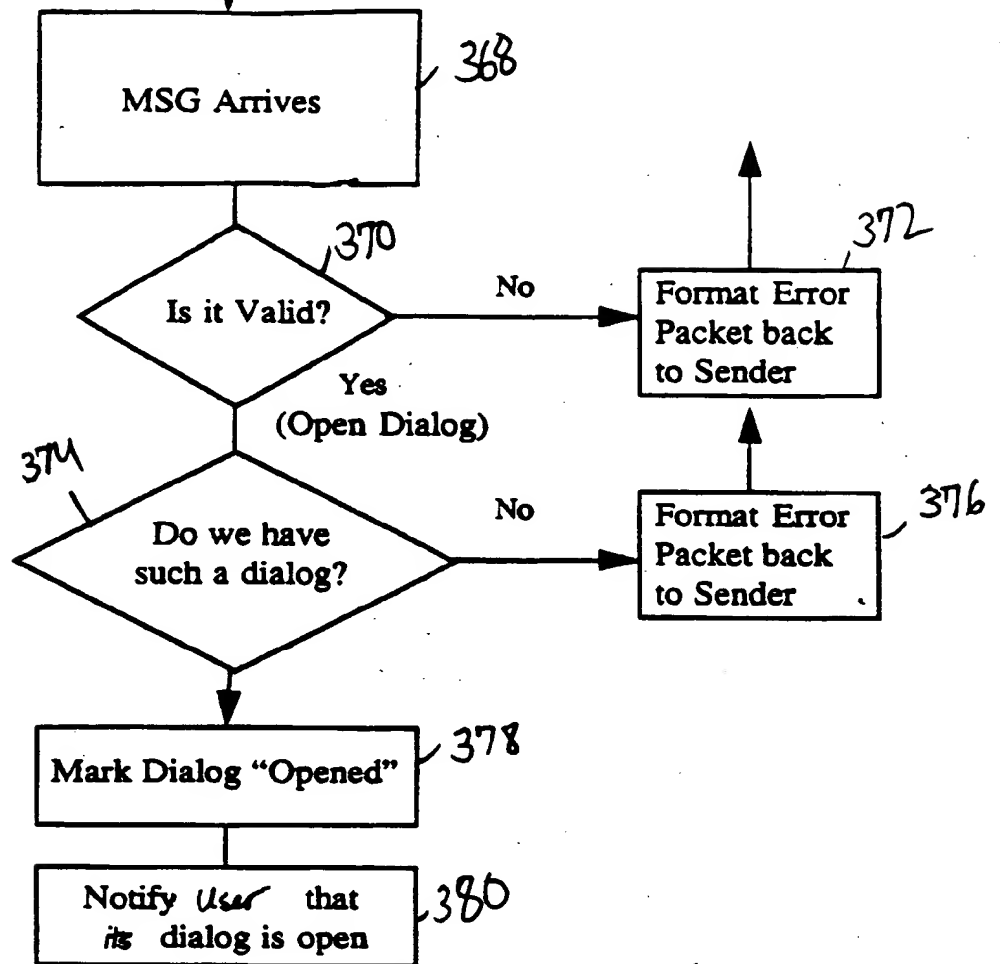 368
MSG Arrives
370
372
Is it Valid?
No
Format Error
Packet back
to Sender
Yes
(Open Dialog)
374
376
Do we have
such a dialog?
No
Format Error
Packet back
to Sender
378
Mark Dialog “Opened”
380
Notify User that
its dialog is open